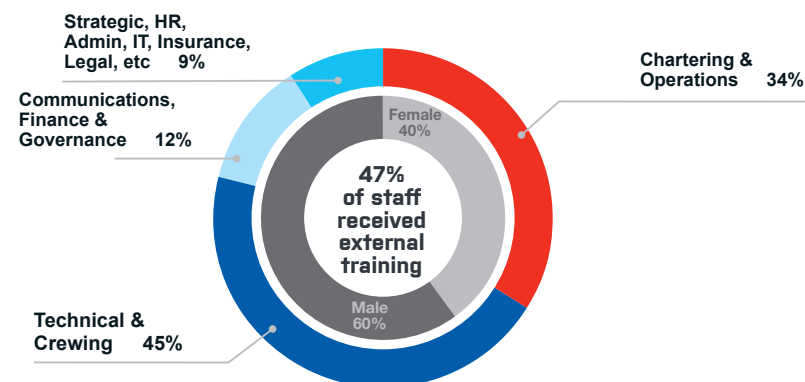 Strategic, HR,
Admin, IT, Insurance,
Legal, etc 9%
Chartering &
Operations 34%
Communications,
Finance &
Governance 12%
Female
40%
47%
of staff
received
external
training
Male
60%
Technical &
Crewing 45%